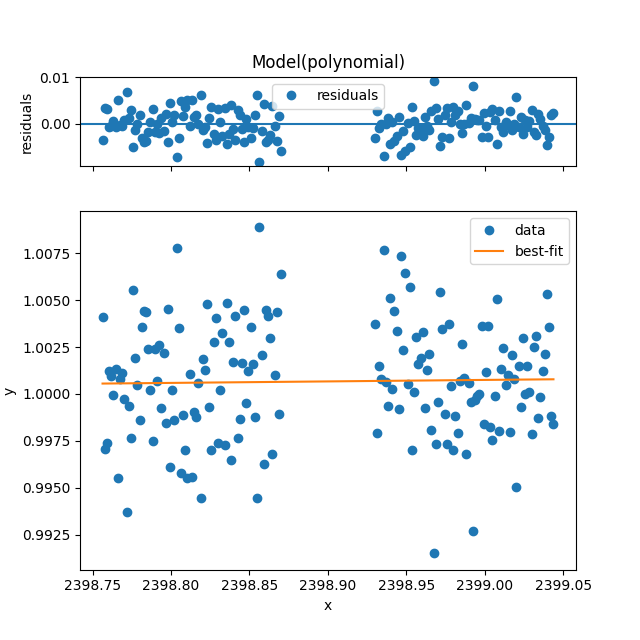 Model(polynomial)
0.01
0.00
residuals
residuals
1.0075
1.0050
1.0025
1.0000
0.9975
0.9950
0.9925
y
data
best-fit
2398.75 2398.80 2398.85 2398.90 2398.95 2399.00 2399.05
x